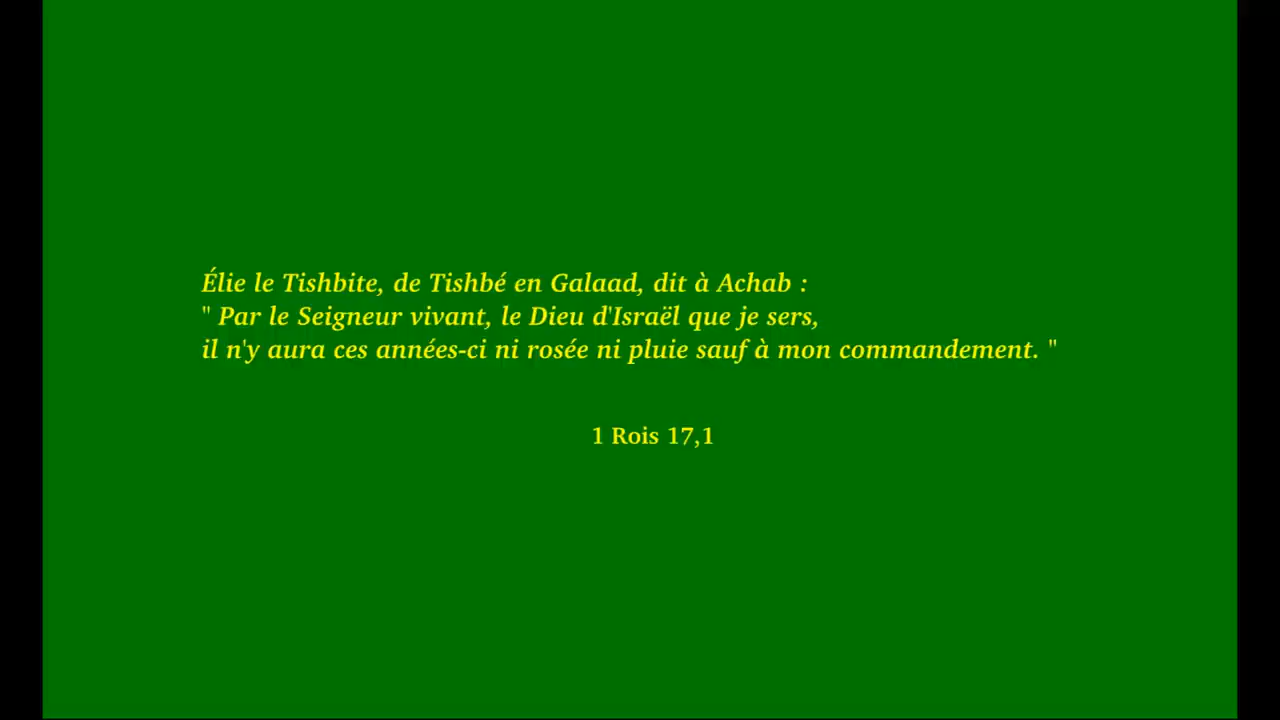 Élie le Tishbite, de Tishbé en Galaad, dit à Achab :
" Par le Seigneur vivant, le Dieu d'Israël que je sers,
il n'y aura ces années-ci ni rosée ni pluie sauf à mon commandement. "
1 Rois 17,1